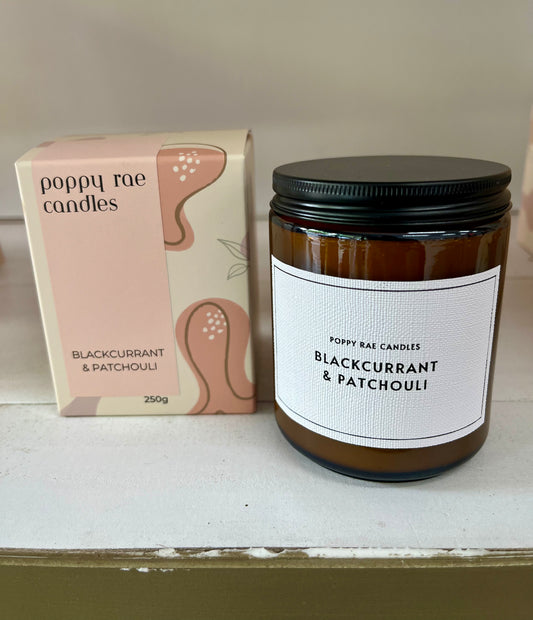 poppy rae
candles
BLACKCURRANT
& PATCHOULI
250g
POPPY RAE CANDLES
BLACKCURRANT
& PATCHOULI